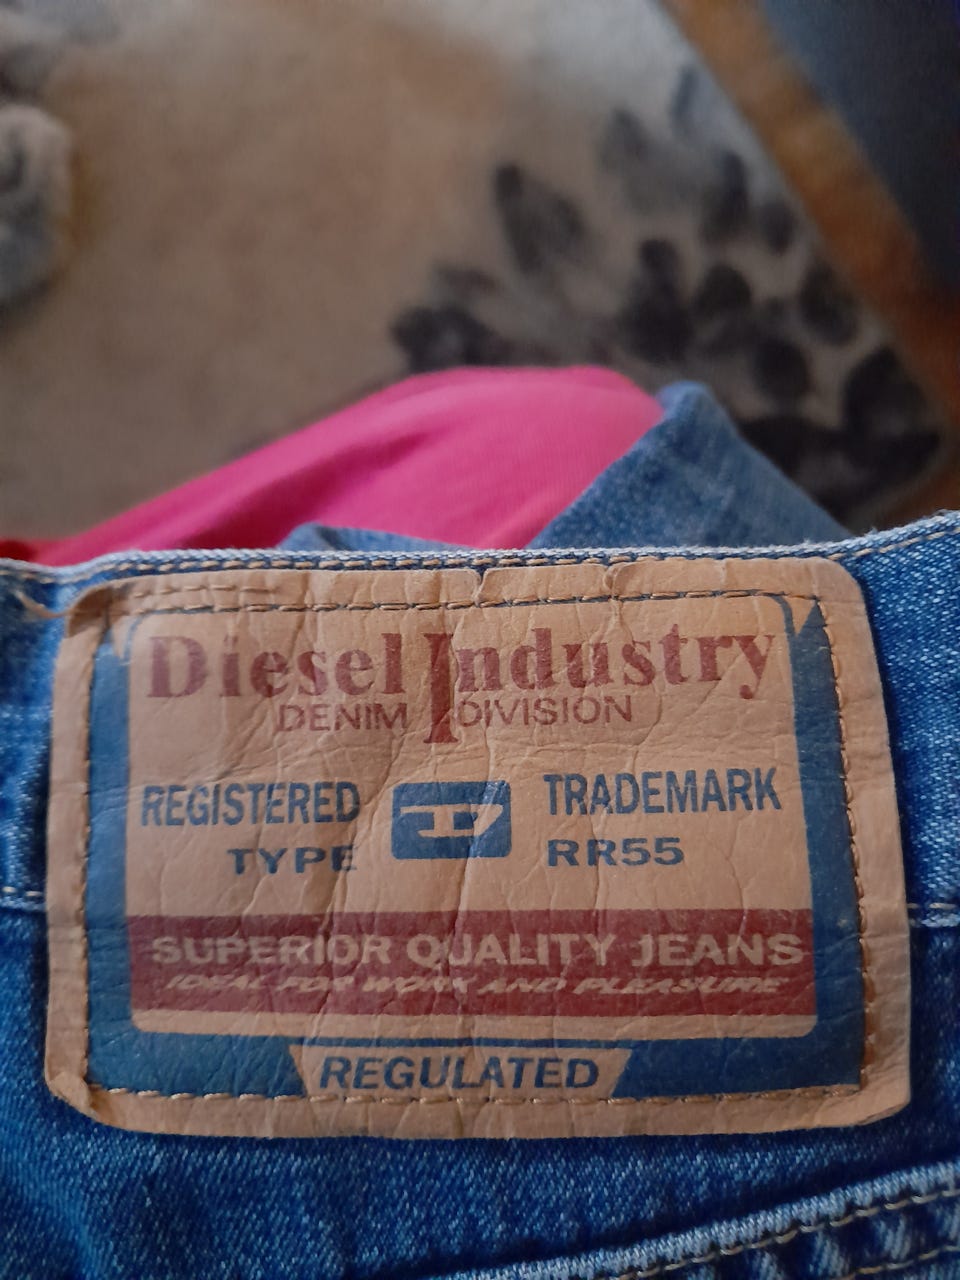 Diesel Industry
DENIM DIVISION
REGISTERED TRADEMARK
TYPE RR55
SUPERIOR QUALITY JEANS
IDEAL FOR WORK AND PLEASURE
REGULATED